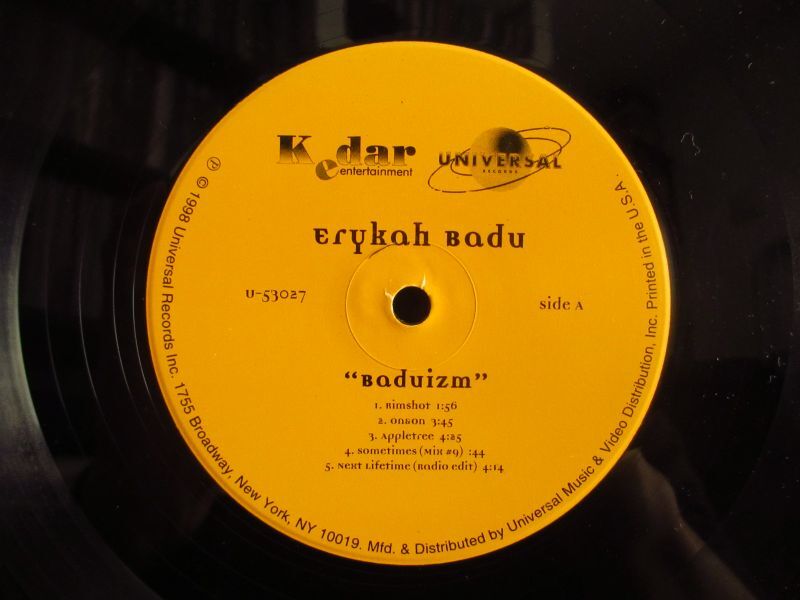 Kedar
entertainment
UNIVERSAL
RECORDS
Erykah Badu
U-53027
side A
“Baduizm”
1. Rimshot 1:56
2. On&On 3:45
3. Appletree 4:25
4. Sometimes (Mix #9) :44
5. Next Lifetime (Radio edit) 4:14
℗ © 1998 Universal Records Inc. 1755 Broadway, New York, NY 10019. Mfd. & Distributed by Universal Music & Video Distribution, Inc. Printed in the U.S.A.